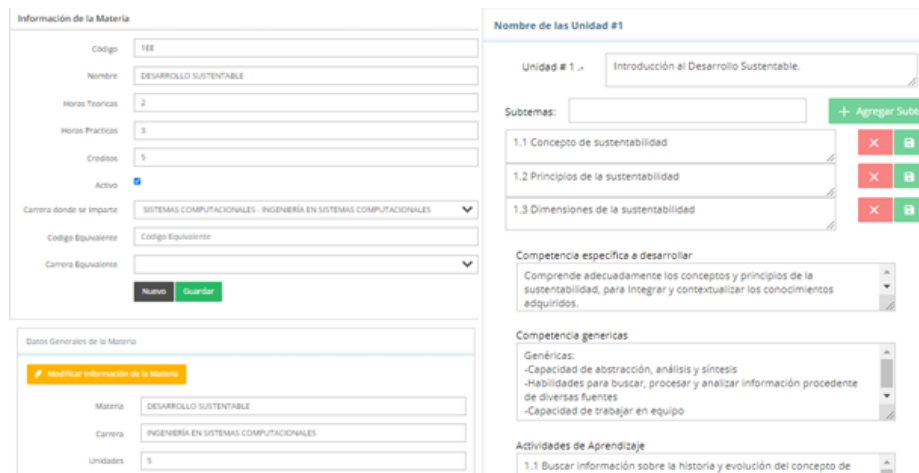 Información de la Materia
Código 1EE
Nombre DESARROLLO SUSTENTABLE
Horas Teoricas 2
Horas Practicas 3
Creditos 5
Activo
Carrera donde se Imparte SISTEMAS COMPUTACIONALES - INGENIERÍA EN SISTEMAS COMPUTACIONALES
Codigo Equivalente Codigo Equivalente
Carrera Equivalente
Nuevo Guardar
Datos Generales de la Materia
Modificar Información de la Materia
Materia DESARROLLO SUSTENTABLE
Carrera INGENIERÍA EN SISTEMAS COMPUTACIONALES
Unidades 5
Nombre de las Unidad #1
Unidad # 1 .- Introducción al Desarrollo Sustentable.
Subtemas: + Agregar Subt
1.1 Concepto de sustentabilidad
1.2 Principios de la sustentabilidad
1.3 Dimensiones de la sustentabilidad
Competencia específica a desarrollar
Comprende adecuadamente los conceptos y principios de la
sustentabilidad, para Integrar y contextualizar los conocimientos
adquiridos.
Competencia genericas
Genéricas:
-Capacidad de abstracción, análisis y síntesis
-Habilidades para buscar, procesar y analizar información procedente
de diversas fuentes
-Capacidad de trabajar en equipo
Actividades de Aprendizaje
1.1 Buscar información sobre la historia y evolución del concepto de